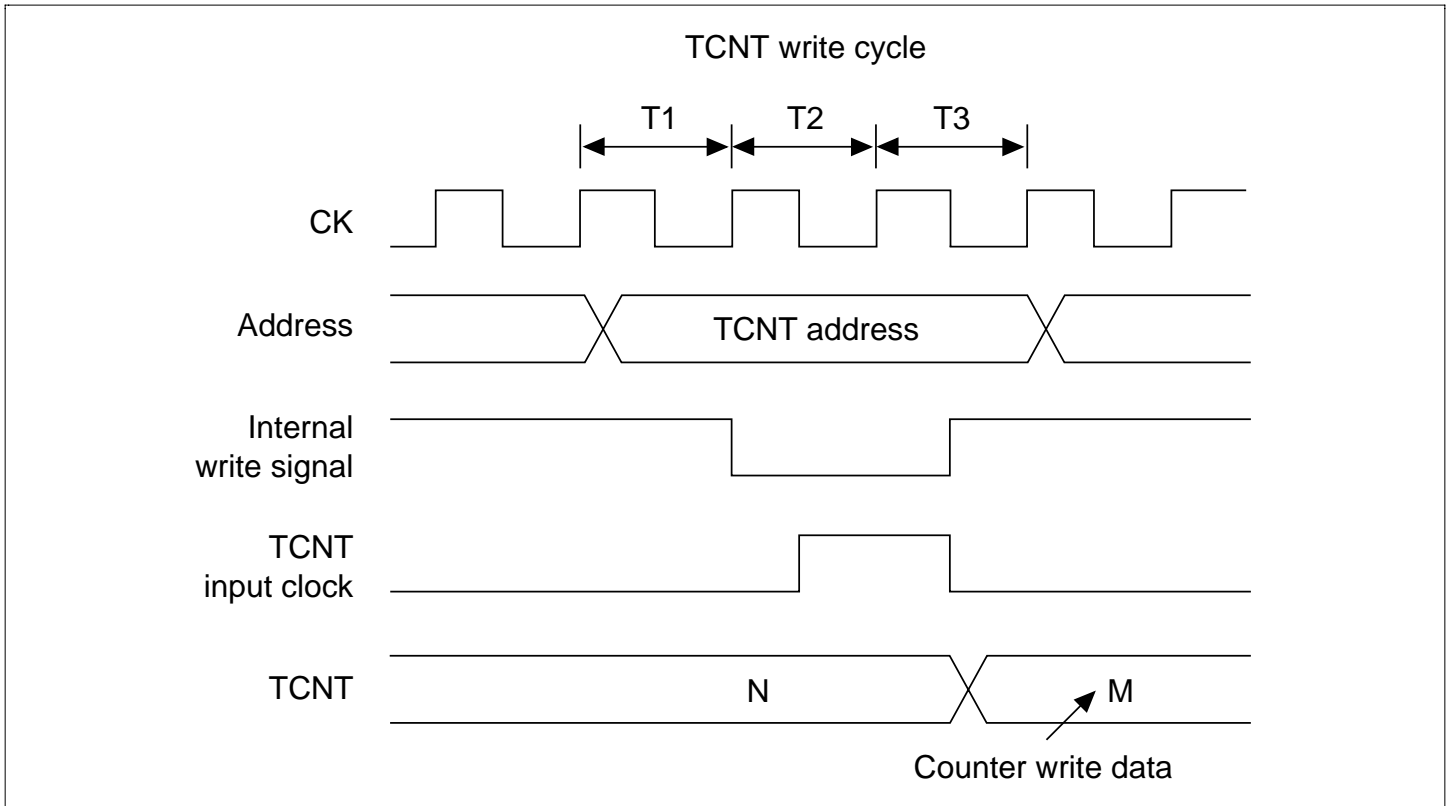 TCNT write cycle
T1 T2 T3
CK
Address
TCNT address
Internal
write signal
TCNT
input clock
TCNT
N
M
Counter write data